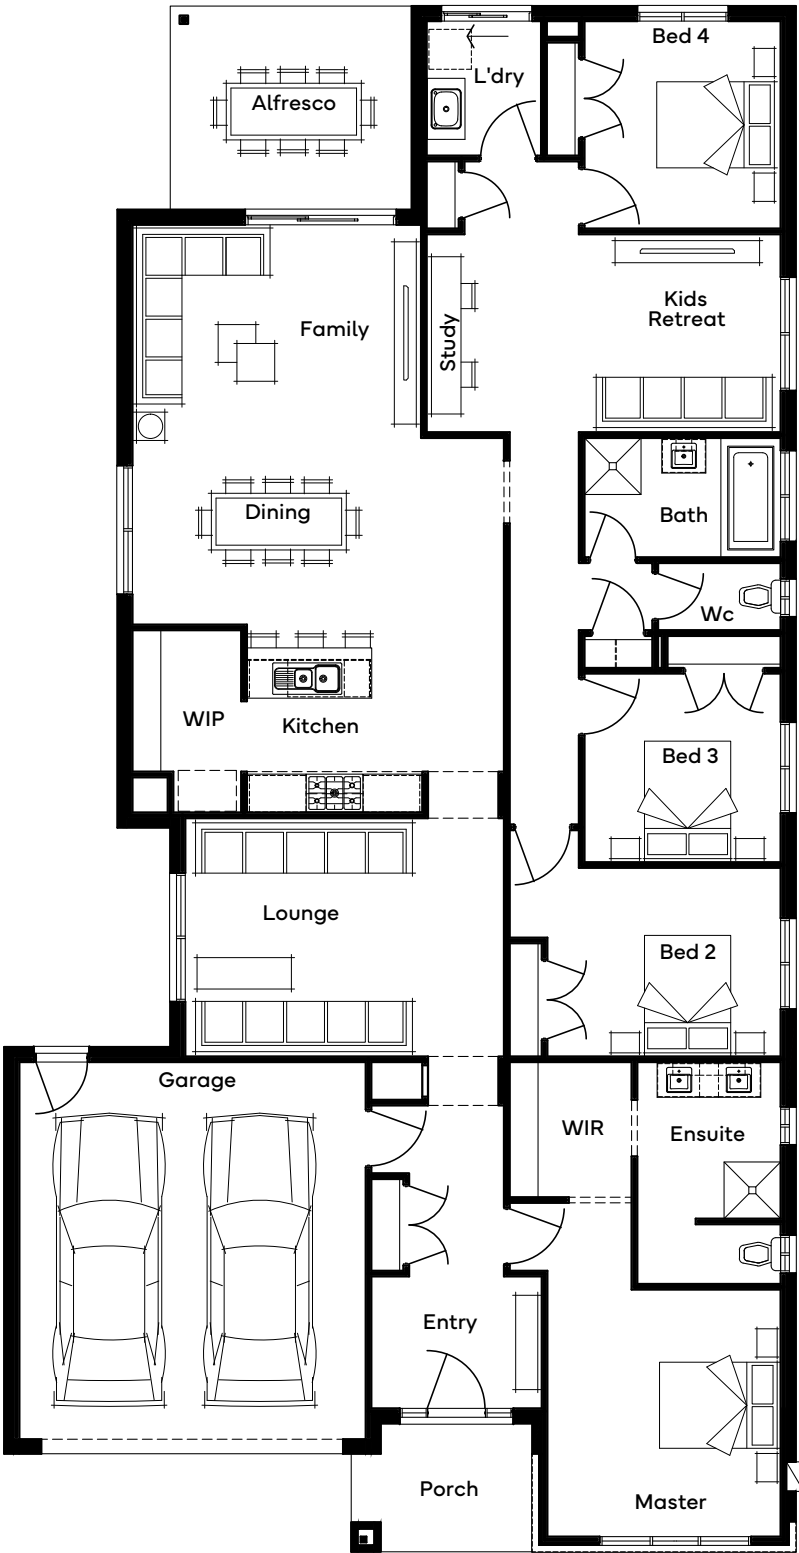 Bed 4
L'dry
Alfresco
Kids
Retreat
Family
Study
Dining
Bath
Wc
WIP
Kitchen
Bed 3
Lounge
Bed 2
Garage
WIR
Ensuite
Entry
Porch
Master